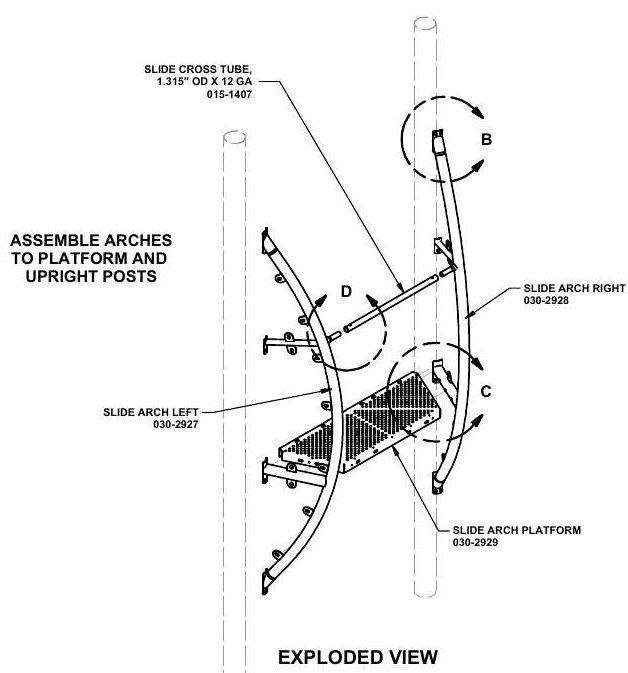 SLIDE CROSS TUBE,
1.315" OD X 12 GA
015-1407
B
ASSEMBLE ARCHES
TO PLATFORM AND
UPRIGHT POSTS
D
SLIDE ARCH RIGHT
030-2928
C
SLIDE ARCH LEFT
030-2927
SLIDE ARCH PLATFORM
030-2929
EXPLODED VIEW